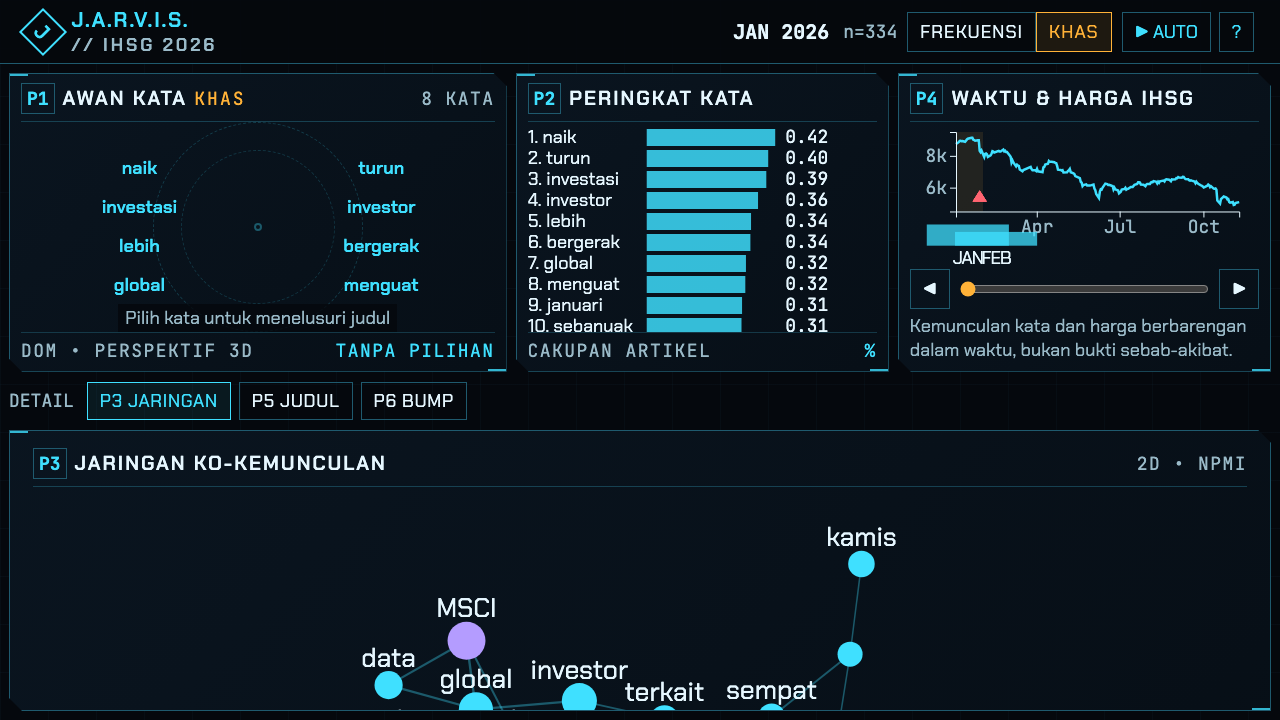 J.A.R.V.I.S.
// IHSG 2026
JAN 2026 n=334 FREKUENSI KHAS ▶ AUTO ?
P1 AWAN KATA KHAS 8 KATA
naik turun
investasi investor
lebih bergerak
global menguat
Pilih kata untuk menelusuri judul
DOM • PERSPEKTIF 3D TANPA PILIHAN
P2 PERINGKAT KATA
1. naik 0.42
2. turun 0.40
3. investasi 0.39
4. investor 0.36
5. lebih 0.34
6. bergerak 0.34
7. global 0.32
8. menguat 0.32
9. januari 0.31
10. sebanyak 0.31
CAKUPAN ARTIKEL %
P4 WAKTU & HARGA IHSG
8k
6k
Apr Jul Oct
JAN FEB
◀ ▶
Kemunculan kata dan harga berbarengan
dalam waktu, bukan bukti sebab-akibat.
DETAIL P3 JARINGAN P5 JUDUL P6 BUMP
P3 JARINGAN KO-KEMUNCULAN 2D • NPMI
kamis
MSCI
data
global
investor
terkait
sempat